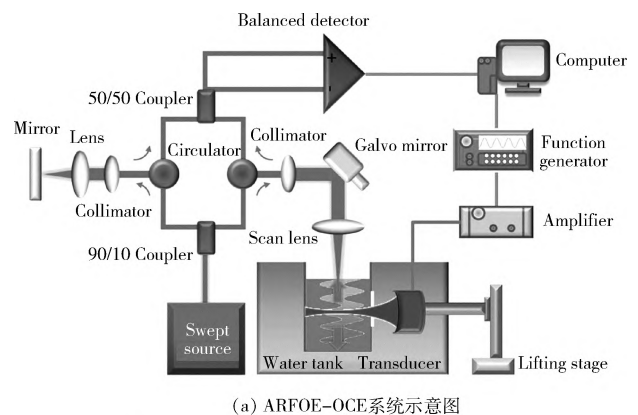 Balanced detector
+
-
Computer
50/50 Coupler
Mirror
Lens
Collimator
Circulator
Galvo mirror
Function
generator
Collimator
Scan lens
Amplifier
90/10 Coupler
Swept
source
Water tank
Transducer
Lifting stage
(a) ARFOE-OCE系统示意图